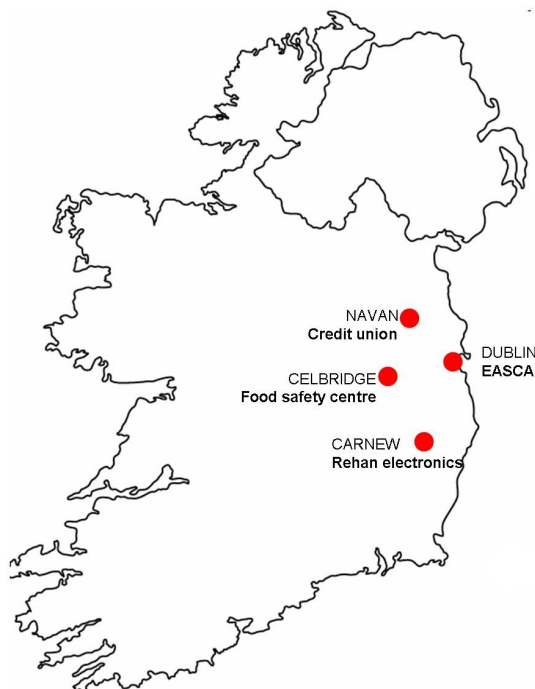 NAVAN
Credit union
DUBLIN
EASCA
CELBRIDGE
Food safety centre
CARNEW
Rehan electronics